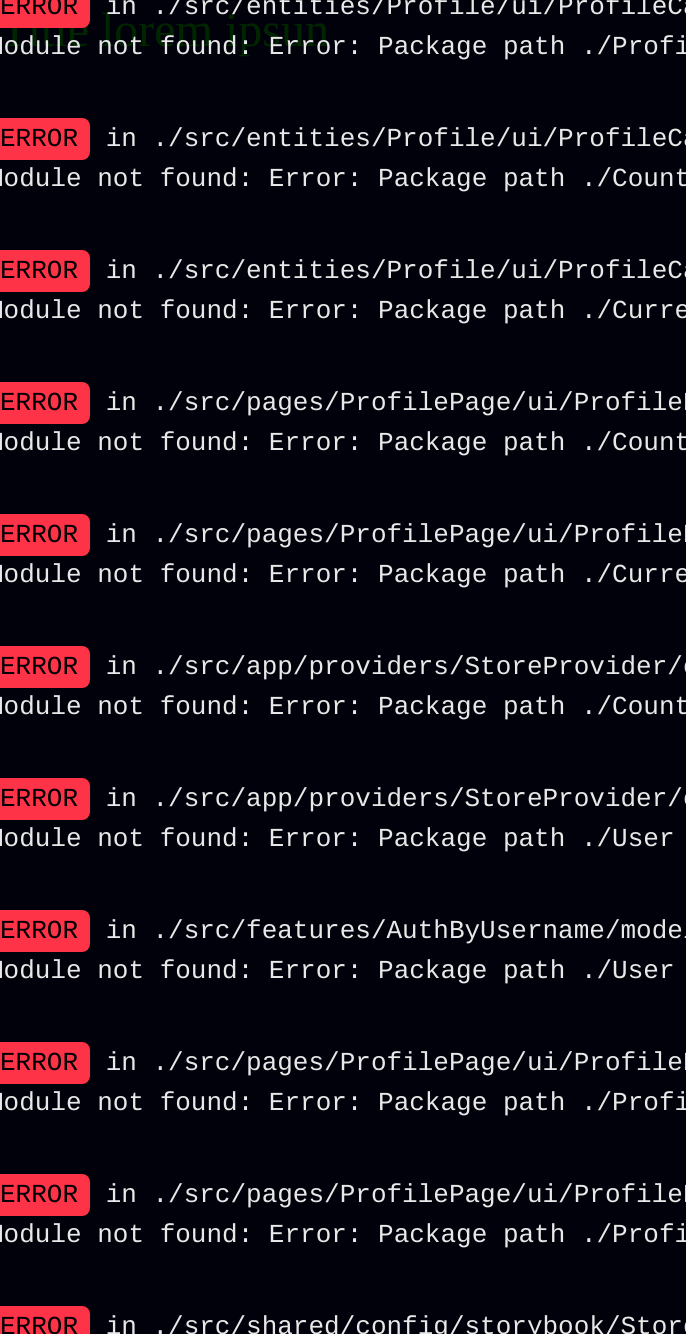 ERROR in ./src/entities/Profile/ui/ProfileCa
lorem ipsun
Module not found: Error: Package path ./Profi
ERROR in ./src/entities/Profile/ui/ProfileCa
Module not found: Error: Package path ./Count
ERROR in ./src/entities/Profile/ui/ProfileCa
Module not found: Error: Package path ./Curre
ERROR in ./src/pages/ProfilePage/ui/Profile
Module not found: Error: Package path ./Count
ERROR in ./src/pages/ProfilePage/ui/Profile
Module not found: Error: Package path ./Curre
ERROR in ./src/app/providers/StoreProvider/
Module not found: Error: Package path ./Count
ERROR in ./src/app/providers/StoreProvider/
Module not found: Error: Package path ./User
ERROR in ./src/features/AuthByUsername/mode
Module not found: Error: Package path ./User
ERROR in ./src/pages/ProfilePage/ui/Profile
Module not found: Error: Package path ./Profi
ERROR in ./src/pages/ProfilePage/ui/Profile
Module not found: Error: Package path ./Profi
ERROR in ./src/shared/config/storybook/Store